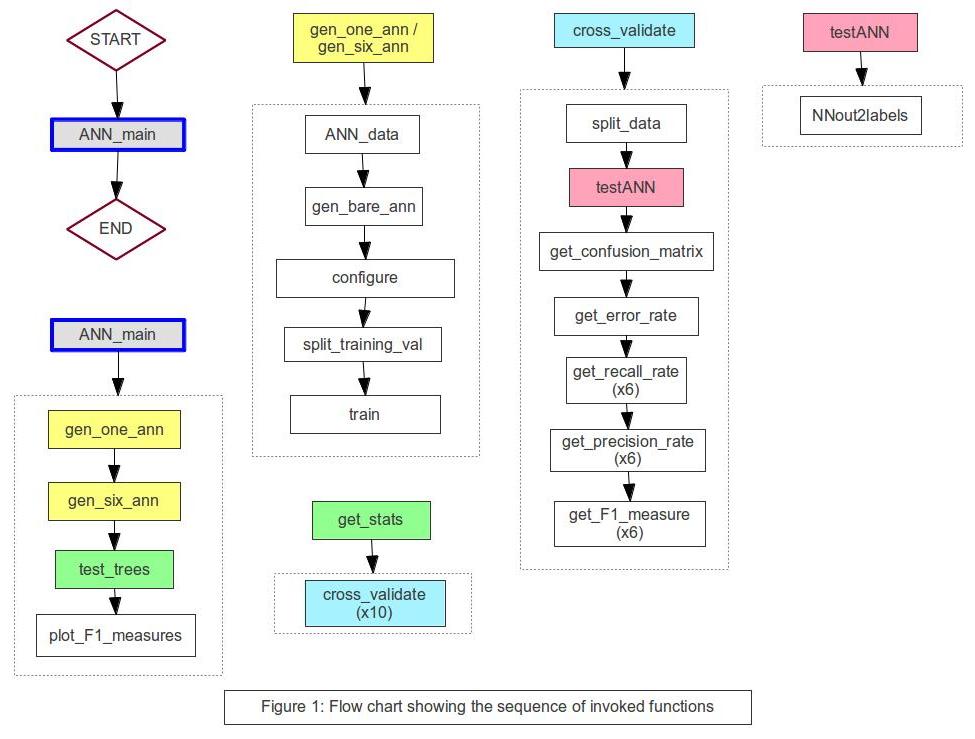 START
ANN_main
END
ANN_main
gen_one_ann
gen_six_ann
test_trees
plot_F1_measures
gen_one_ann /
gen_six_ann
ANN_data
gen_bare_ann
configure
split_training_val
train
get_stats
cross_validate
(x10)
cross_validate
split_data
testANN
get_confusion_matrix
get_error_rate
get_recall_rate
(x6)
get_precision_rate
(x6)
get_F1_measure
(x6)
testANN
NNout2labels
Figure 1: Flow chart showing the sequence of invoked functions